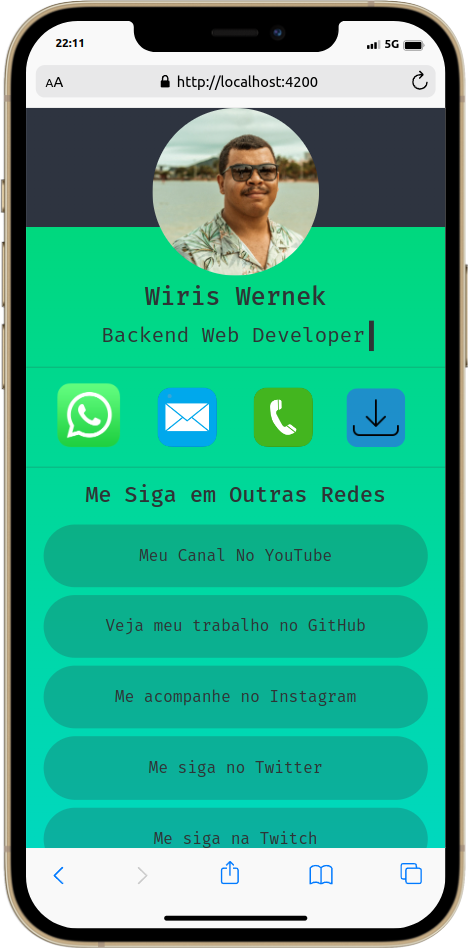 22:11
5G
AA
http://localhost:4200
Wiris Wernek
Backend Web Developer
Me Siga em Outras Redes
Meu Canal No YouTube
Veja meu trabalho no GitHub
Me acompanhe no Instagram
Me siga no Twitter
Me siga na Twitch